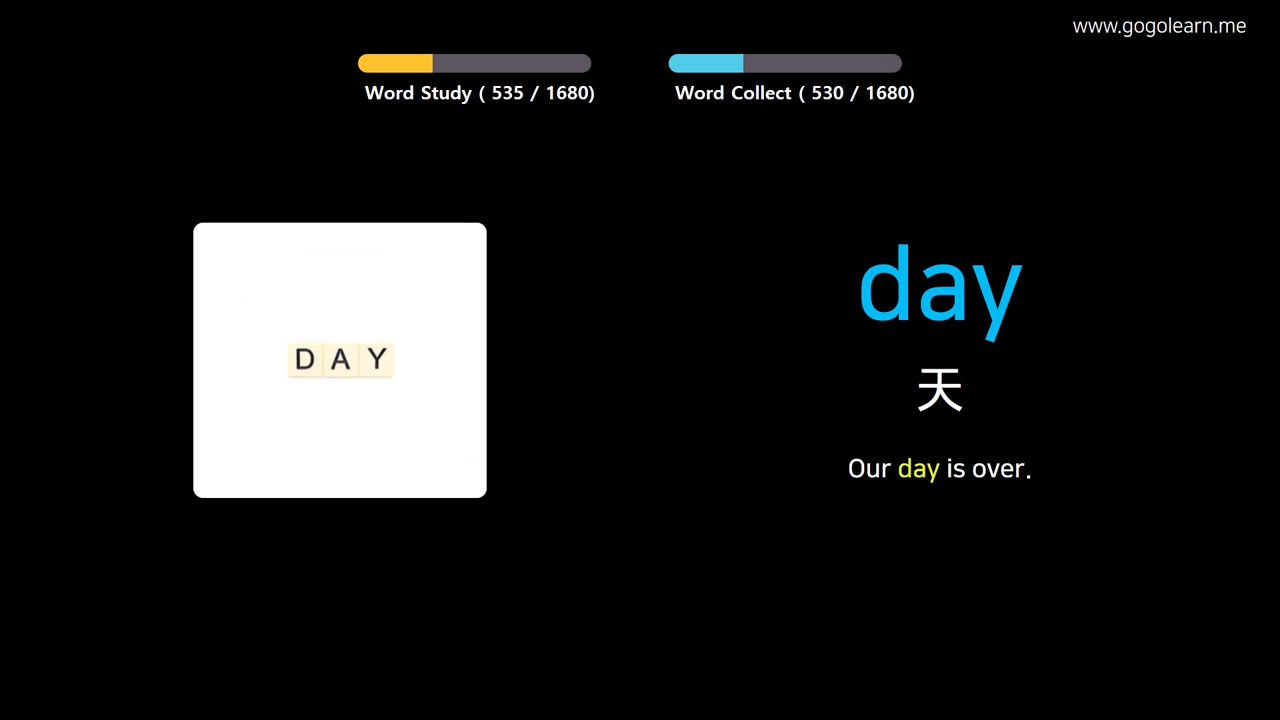 www.gogolearn.me
Word Study ( 535 / 1680)
Word Collect ( 530 / 1680)
DAY
day
天
Our day is over.